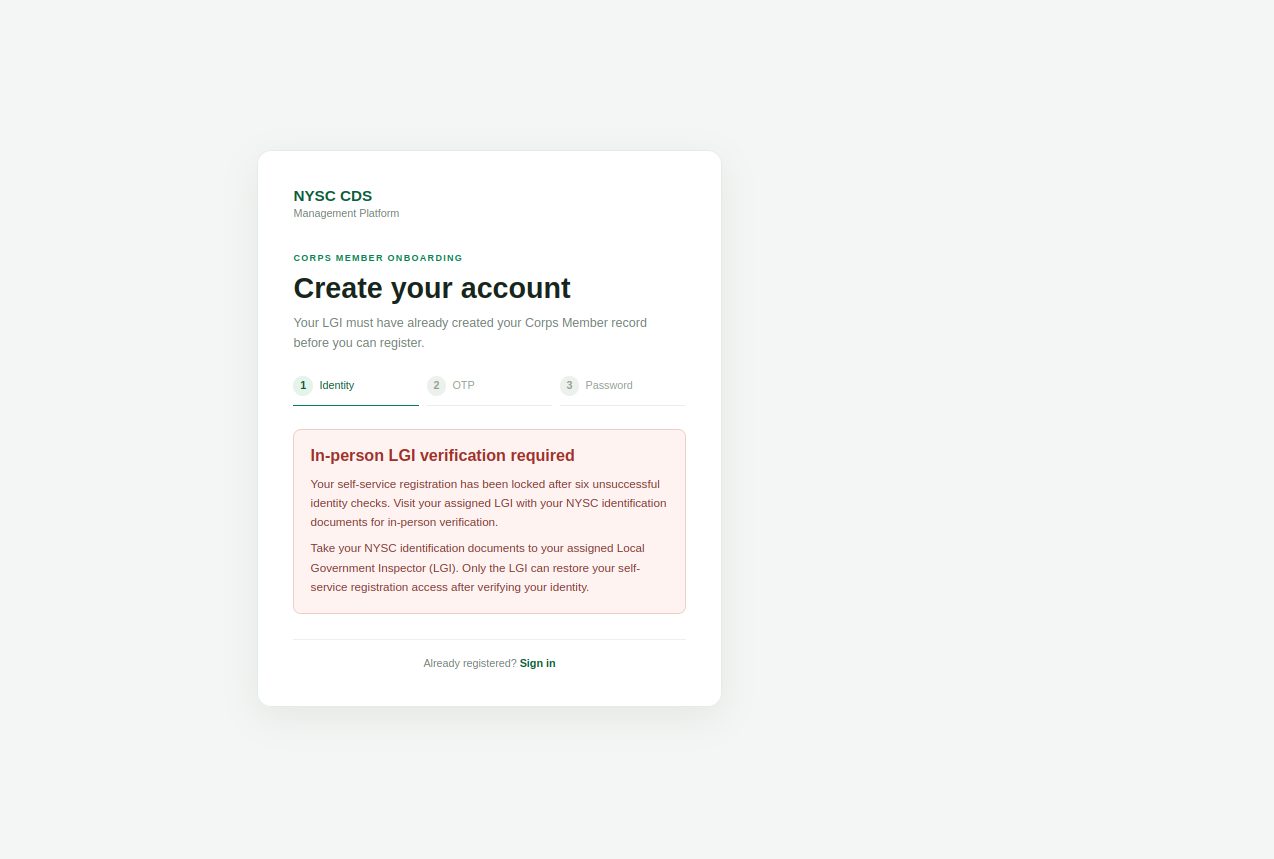 NYSC CDS
Management Platform
CORPS MEMBER ONBOARDING
Create your account
Your LGI must have already created your Corps Member record
before you can register.
1 Identity 2 OTP 3 Password
In-person LGI verification required
Your self-service registration has been locked after six unsuccessful
identity checks. Visit your assigned LGI with your NYSC identification
documents for in-person verification.
Take your NYSC identification documents to your assigned Local
Government Inspector (LGI). Only the LGI can restore your self-
service registration access after verifying your identity.
Already registered? Sign in